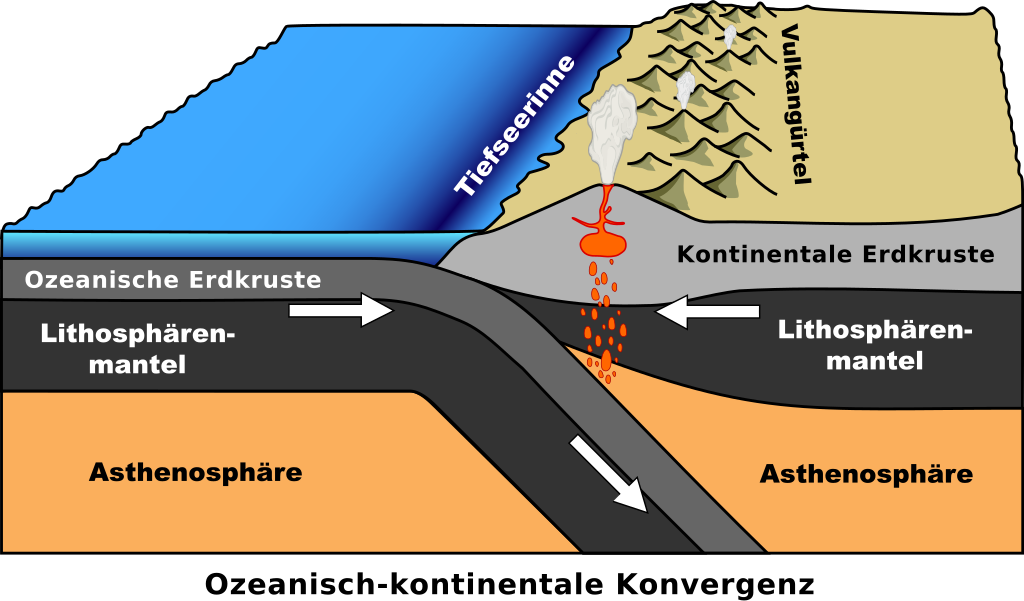 Tiefseerinne
Vulkangürtel
Ozeanische Erdkruste
Kontinentale Erdkruste
Lithosphären-
mantel
Lithosphären-
mantel
Asthenosphäre
Asthenosphäre
Ozeanisch-kontinentale Konvergenz